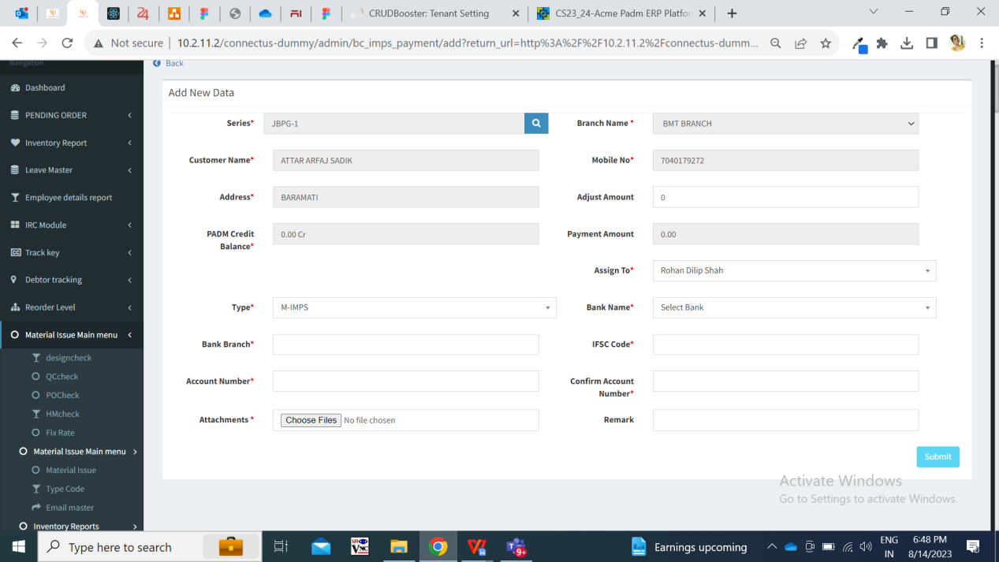 CRUDBooster: Tenant Setting
CS23_24-Acme Padm ERP Platfor
Not secure
10.2.11.2/connectus-dummy/admin/bc_imps_payment/add?return_url=http%3A%2F%2F10.2.11.2%2Fconnectus-dumm...
Navigation
Dashboard
PENDING ORDER
Inventory Report
Leave Master
Employee details report
IRC Module
Track key
Debtor tracking
Reorder Level
Material Issue Main menu
designcheck
QCcheck
POCheck
HMcheck
Fix Rate
Material Issue Main menu
Material Issue
Type Code
Email master
Inventory Reports
Back
Add New Data
Series* JBPG-1
Branch Name * BMT BRANCH
Customer Name* ATTAR ARFAJ SADIK
Mobile No* 7040179272
Address* BARAMATI
Adjust Amount 0
PADM Credit
Balance*
0.00 Cr
Payment Amount 0.00
Assign To* Rohan Dilip Shah
Type* M-IMPS
Bank Name* Select Bank
Bank Branch*
IFSC Code*
Account Number*
Confirm Account
Number*
Attachments * Choose Files No file chosen
Remark
Submit
Activate Windows
Go to Settings to activate Windows.
Type here to search
Earnings upcoming
ENG
IN
6:48 PM
8/14/2023